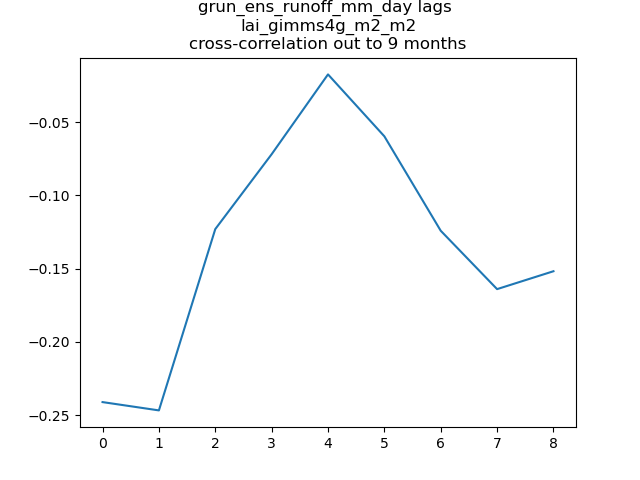 grun_ens_runoff_mm_day lags
lai_gimms4g_m2_m2
cross-correlation out to 9 months
−0.05
−0.10
−0.15
−0.20
−0.25
0 1 2 3 4 5 6 7 8